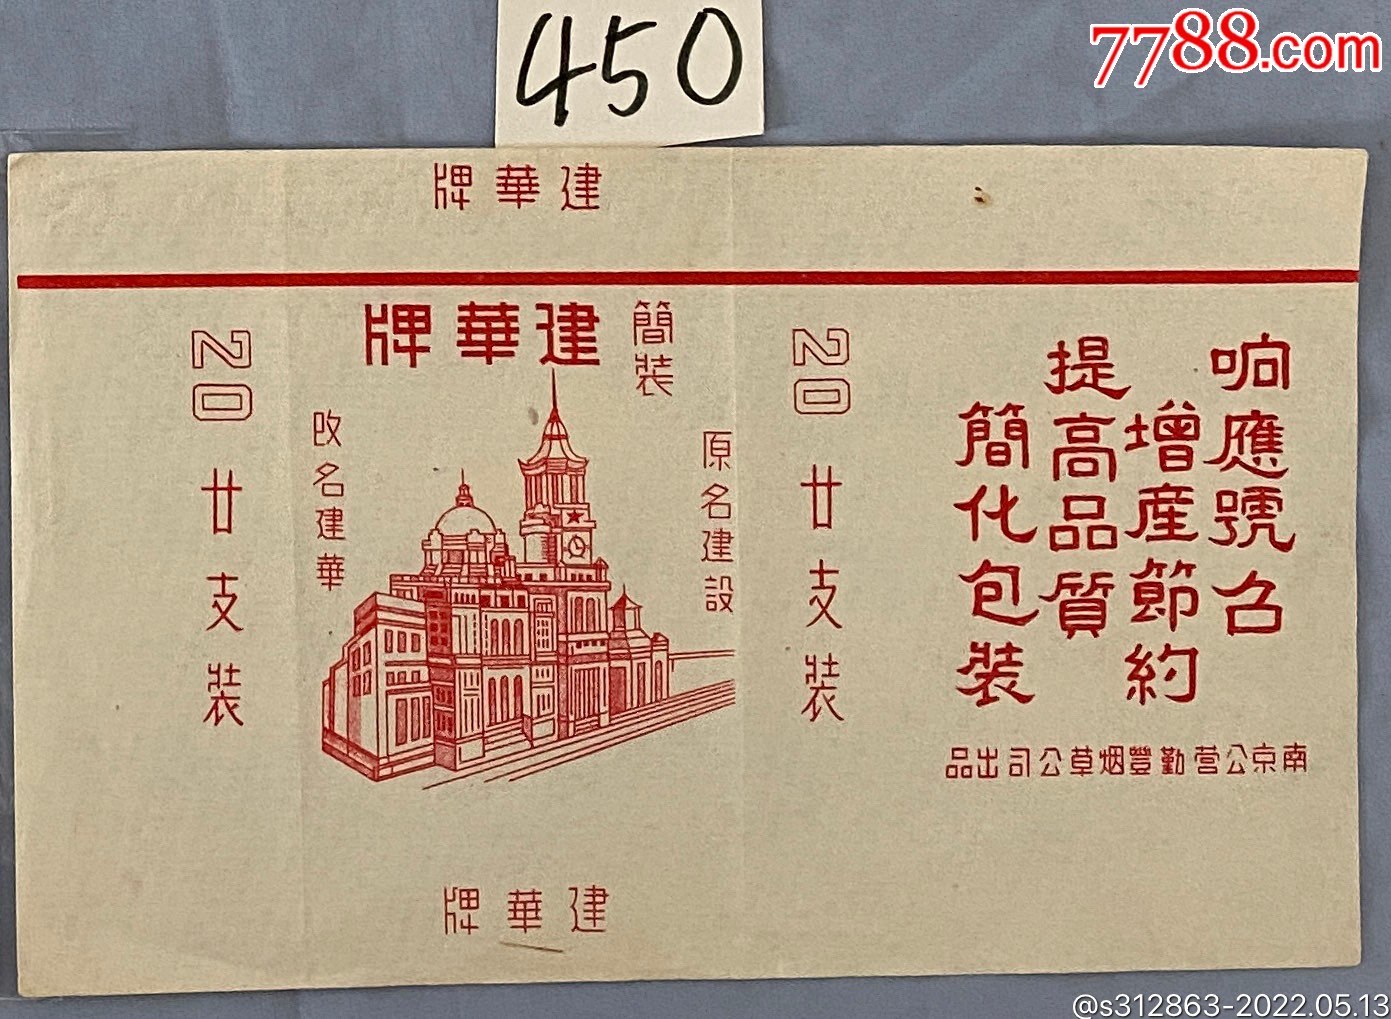 450
7788.com
建華牌
建華牌
簡裝
原名建設
改名建華
20
廿支裝
20
廿支裝
响應號召
增産節約
提高品質
簡化包裝
南京公营勤豐烟草公司出品
建華牌
@s312863-2022.05.13